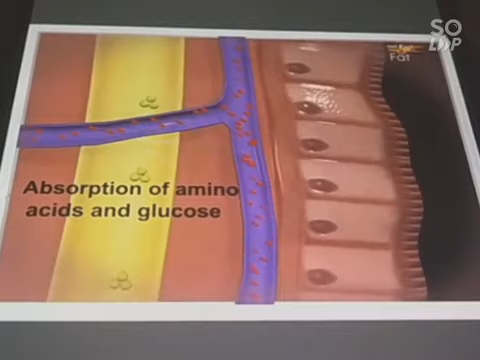 SO
LDP
Fat
Absorption of amino
acids and glucose